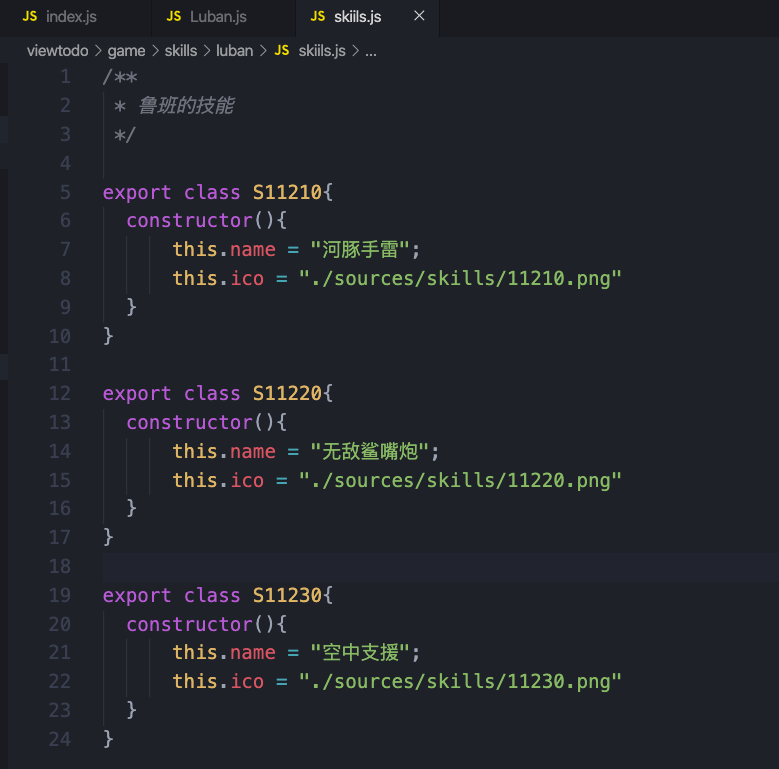 JS index.js JS Luban.js JS skiils.js ×
viewtodo > game > skills > luban > JS skiils.js > ...
1 /**
2  * 鲁班的技能
3  */
4
5 export class S11210{
6   constructor(){
7       this.name = "河豚手雷";
8       this.ico = "./sources/skills/11210.png"
9   }
10 }
11
12 export class S11220{
13   constructor(){
14       this.name = "无敌鲨嘴炮";
15       this.ico = "./sources/skills/11220.png"
16   }
17 }
18
19 export class S11230{
20   constructor(){
21       this.name = "空中支援";
22       this.ico = "./sources/skills/11230.png"
23   }
24 }